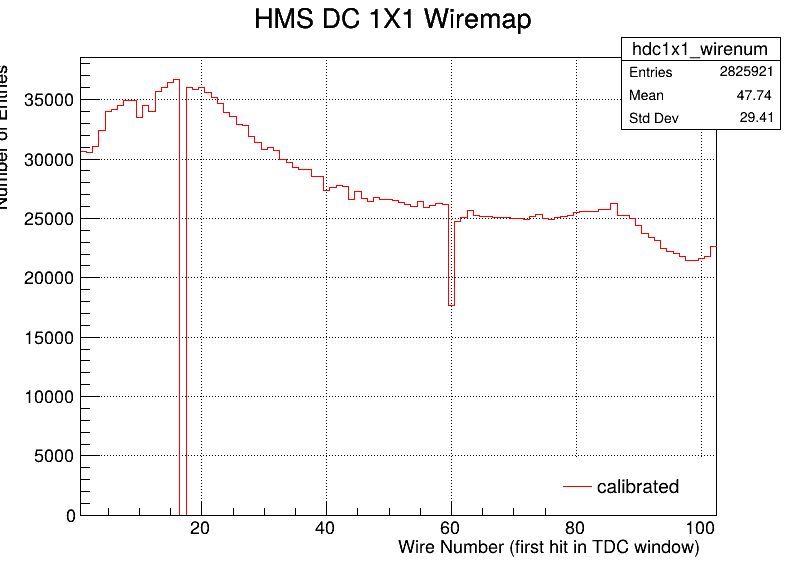 HMS DC 1X1 Wiremap
hdc1x1_wirenum
Entries 2825921
Mean 47.74
Std Dev 29.41
Number of Entries
35000
30000
25000
20000
15000
10000
5000
0
calibrated
20 40 60 80 100
Wire Number (first hit in TDC window)